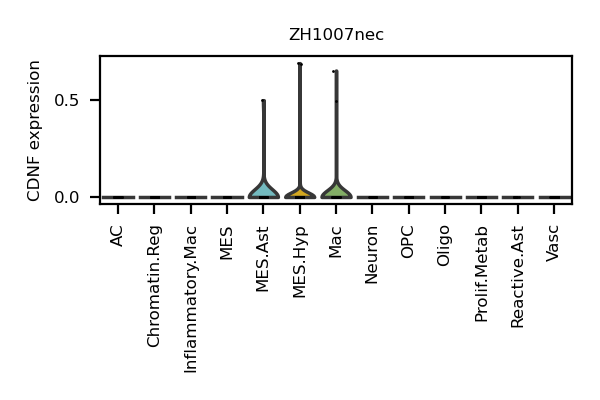 ZH1007nec
CDNF expression
0.5
0.0
AC
Chromatin.Reg
Inflammatory.Mac
MES
MES.Ast
MES.Hyp
Mac
Neuron
OPC
Oligo
Prolif.Metab
Reactive.Ast
Vasc